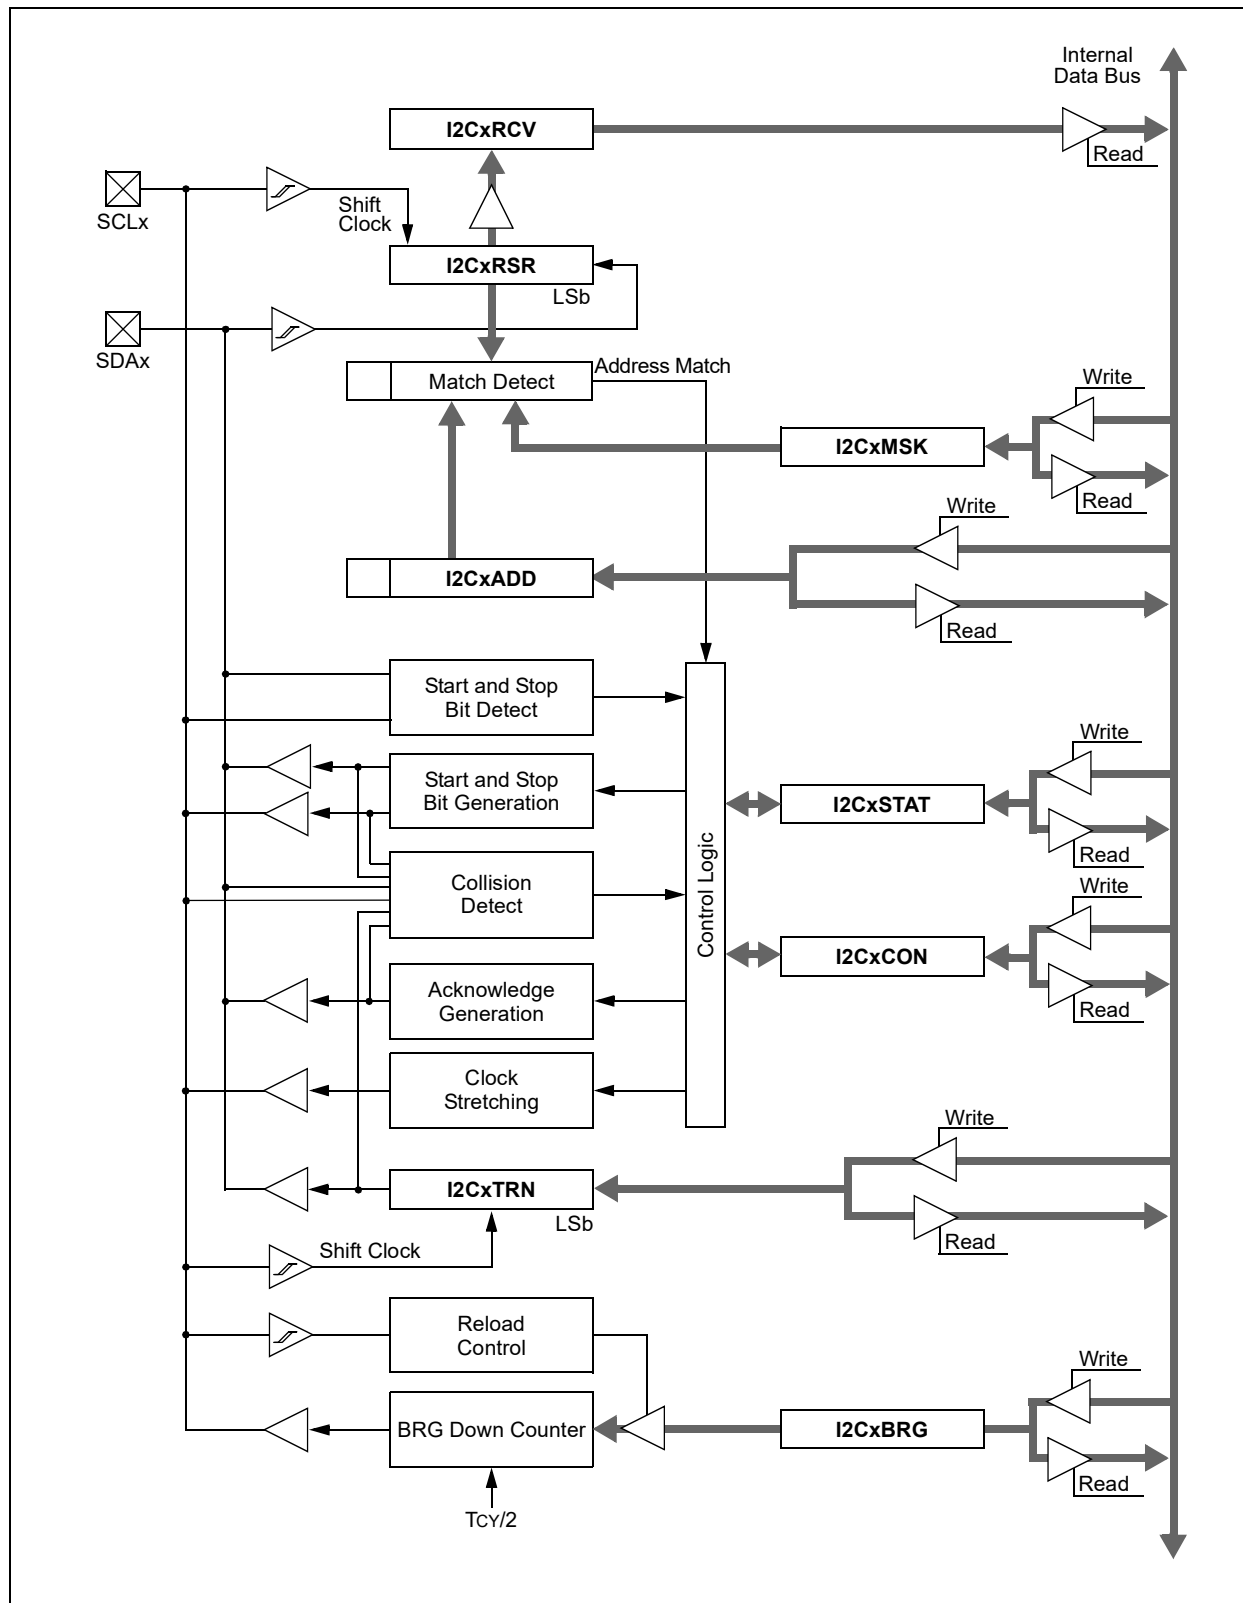 Internal
Data Bus
I2CxRCV
Read
SCLx
Shift
Clock
I2CxRSR
LSb
SDAx
Address Match
Match Detect
Write
I2CxMSK
Read
Write
I2CxADD
Read
Start and Stop
Bit Detect
Start and Stop
Bit Generation
Write
I2CxSTAT
Read
Collision
Detect
Control Logic
Write
I2CxCON
Read
Acknowledge
Generation
Clock
Stretching
Write
I2CxTRN
LSb
Read
Shift Clock
Reload
Control
Write
BRG Down Counter
I2CxBRG
Read
TCY/2